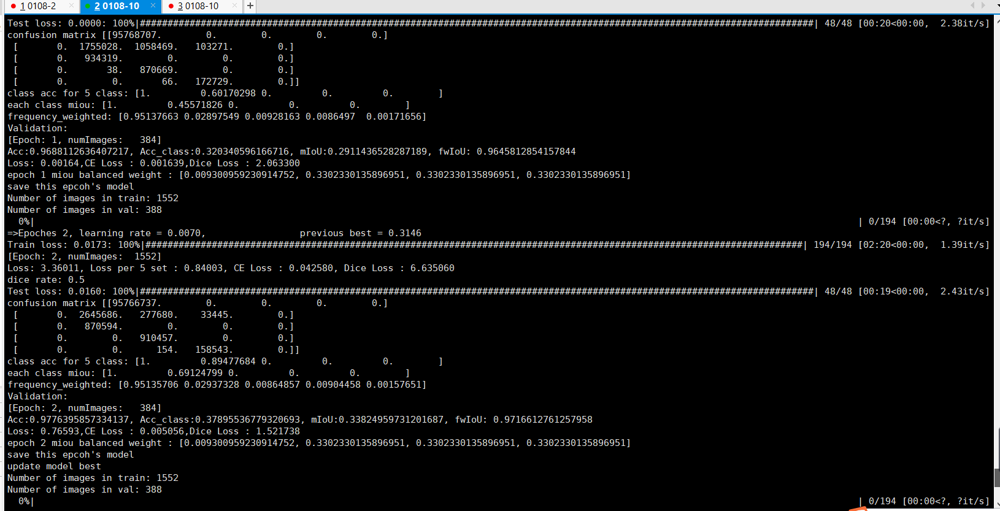 1 0108-2 × 2 0108-10 × 3 0108-10 × +
Test loss: 0.0000: 100%|##########################################################################################################################| 48/48 [00:20<00:00,  2.38it/s]
confusion matrix [[95768707.        0.        0.        0.        0.]
 [       0.  1755028.  1058469.   103271.        0.]
 [       0.   934319.        0.        0.        0.]
 [       0.       38.   870669.        0.        0.]
 [       0.        0.       66.   172729.        0.]]
class acc for 5 class: [1.         0.60170298 0.         0.         0.        ]
each class miou: [1.         0.45571826 0.         0.         0.        ]
frequency_weighted: [0.95137663 0.02897549 0.00928163 0.0086497  0.00171656]
Validation:
[Epoch: 1, numImages:   384]
Acc:0.9688112636407217, Acc_class:0.320340596166716, mIoU:0.2911436528287189, fwIoU: 0.9645812854157844
Loss: 0.00164,CE Loss : 0.001639,Dice Loss : 2.063300
epoch 1 miou balanced weight : [0.009300959230914752, 0.3302330135896951, 0.3302330135896951, 0.3302330135896951]
save this epcoh's model
Number of images in train: 1552
Number of images in val: 388
  0%|                                                                                                                                                      | 0/194 [00:00<?, ?it/s]
=>Epoches 2, learning rate = 0.0070,                 previous best = 0.3146
Train loss: 0.0173: 100%|#######################################################################################################################| 194/194 [02:20<00:00,  1.39it/s]
[Epoch: 2, numImages:  1552]
Loss: 3.36011, Loss per 5 set : 0.84003, CE Loss : 0.042580, Dice Loss : 6.635060
dice rate: 0.5
Test loss: 0.0160: 100%|##########################################################################################################################| 48/48 [00:19<00:00,  2.43it/s]
confusion matrix [[95766737.        0.        0.        0.        0.]
 [       0.  2645686.   277680.    33445.        0.]
 [       0.   870594.        0.        0.        0.]
 [       0.        0.   910457.        0.        0.]
 [       0.        0.      154.   158543.        0.]]
class acc for 5 class: [1.         0.89477684 0.         0.         0.        ]
each class miou: [1.         0.69124799 0.         0.         0.        ]
frequency_weighted: [0.95135706 0.02937328 0.00864857 0.00904458 0.00157651]
Validation:
[Epoch: 2, numImages:   384]
Acc:0.9776395857334137, Acc_class:0.37895536779320693, mIoU:0.33824959731201687, fwIoU: 0.9716612761257958
Loss: 0.76593,CE Loss : 0.005056,Dice Loss : 1.521738
epoch 2 miou balanced weight : [0.009300959230914752, 0.3302330135896951, 0.3302330135896951, 0.3302330135896951]
save this epcoh's model
update model best
Number of images in train: 1552
Number of images in val: 388
  0%|                                                                                                                                                      | 0/194 [00:00<?, ?it/s]